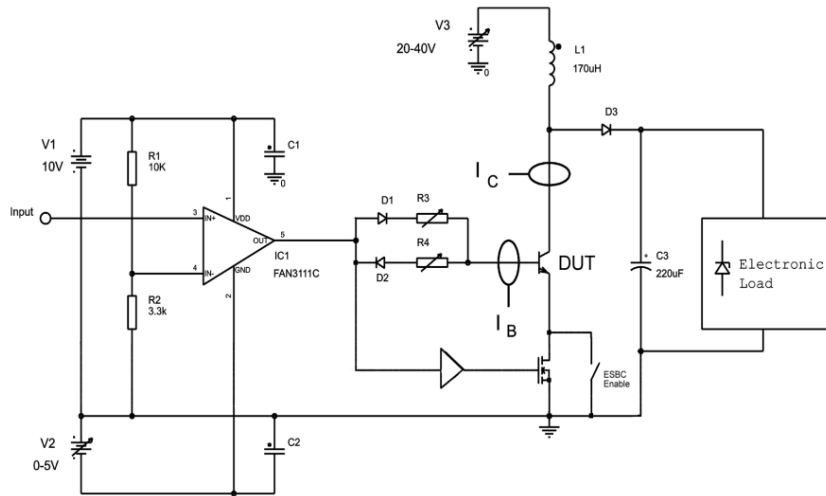 V3
20-40V
0
L1
170uH
D3
V1
10V
R1
10K
C1
0
I C
Input
3
IN+
1
VDD
OUT
5
IC1
FAN3111C
4
IN-
GND
2
D1
R3
R4
D2
DUT
I B
C3
220uF
Electronic
Load
R2
3.3k
ESBC
Enable
V2
0-5V
C2